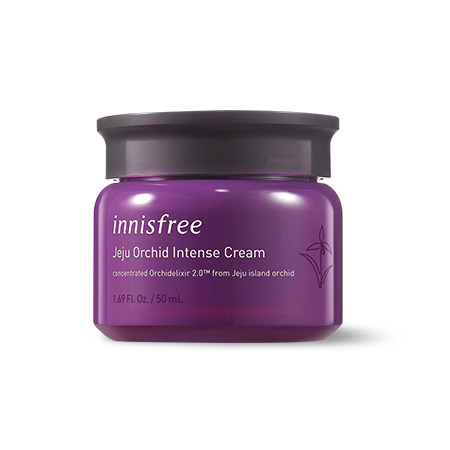 innisfree
Jeju Orchid Intense Cream
concentrated Orchidelixir 2.0™ from Jeju island orchid
1.69 FL Oz. / 50 mL